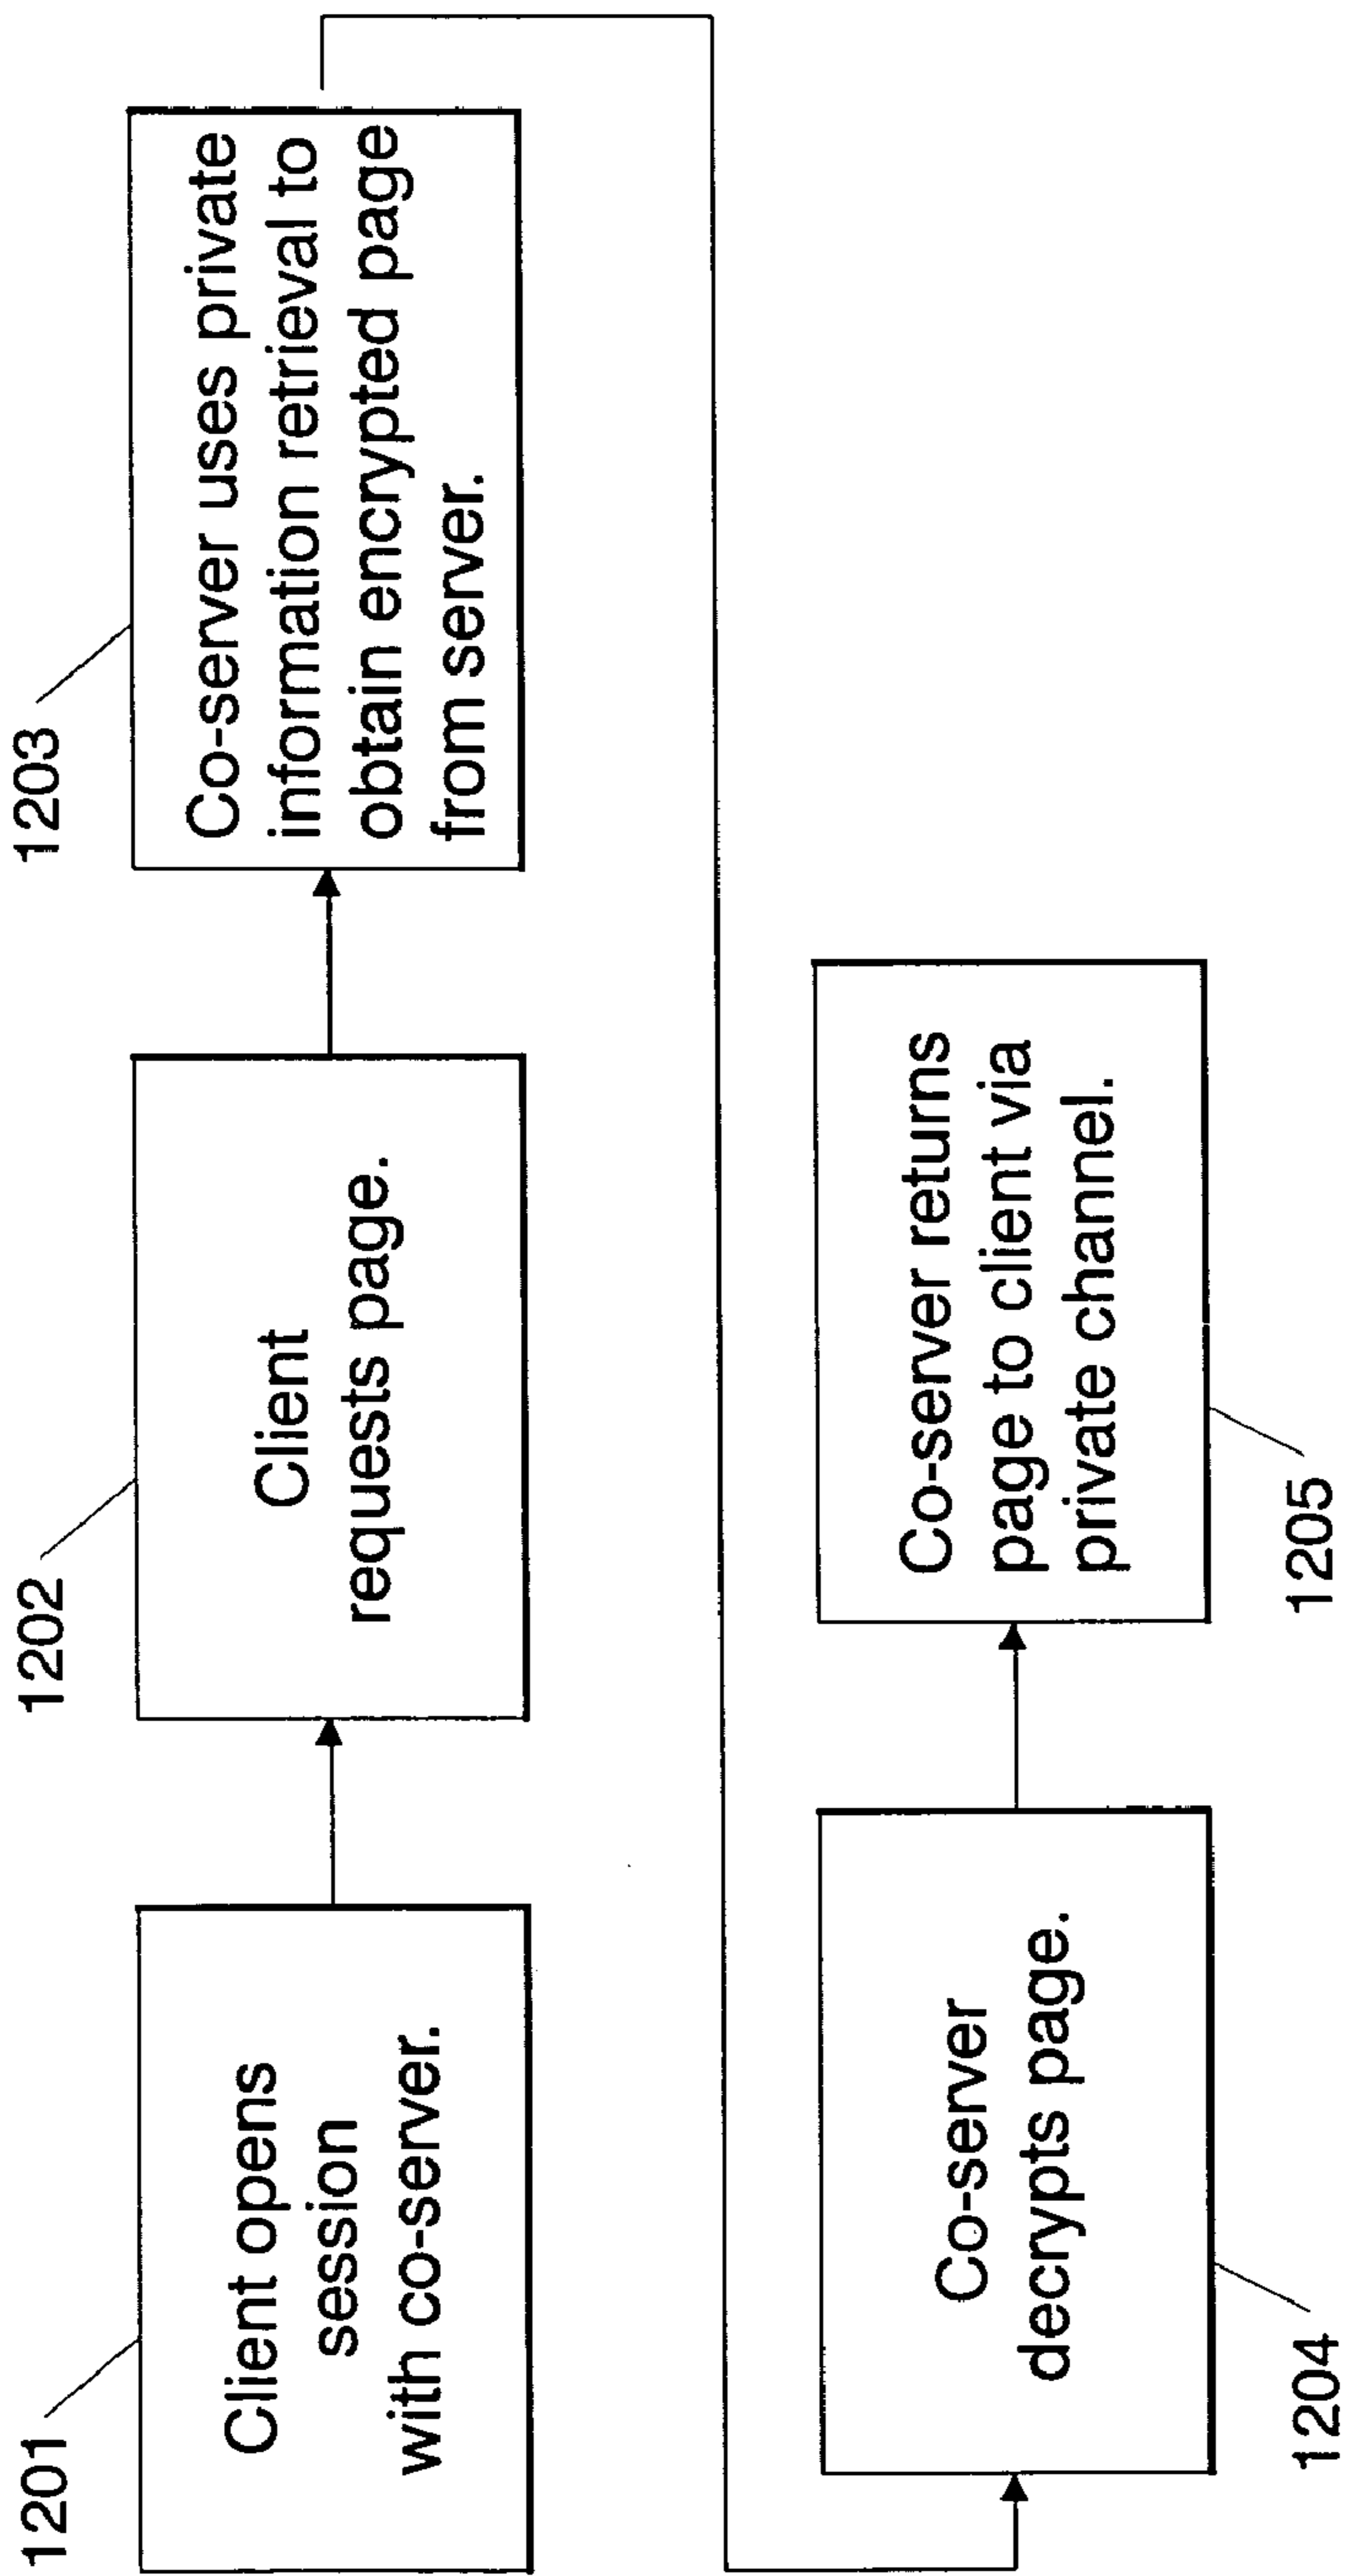 1201
Client opens
session
with co-server.
1202
Client
requests page.
1203
Co-server uses private
information retrieval to
obtain encrypted page
from server.
1204
Co-server
decrypts page.
1205
Co-server returns
page to client via
private channel.